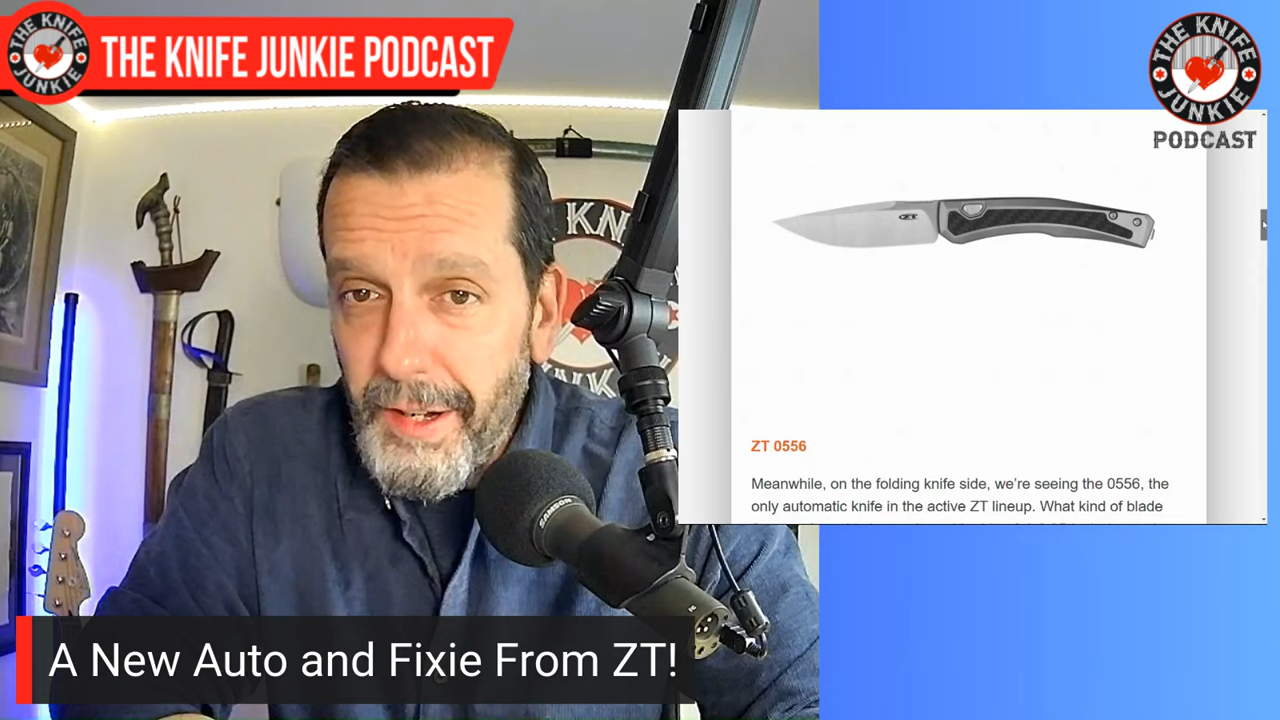 THE KNIFE JUNKIE
THE KNIFE JUNKIE PODCAST
THE KNIFE JUNKIE
PODCAST
ZT
KN
SAMSON
ZT 0556
Meanwhile, on the folding knife side, we’re seeing the 0556, the
only automatic knife in the active ZT lineup. What kind of blade
A New Auto and Fixie From ZT!